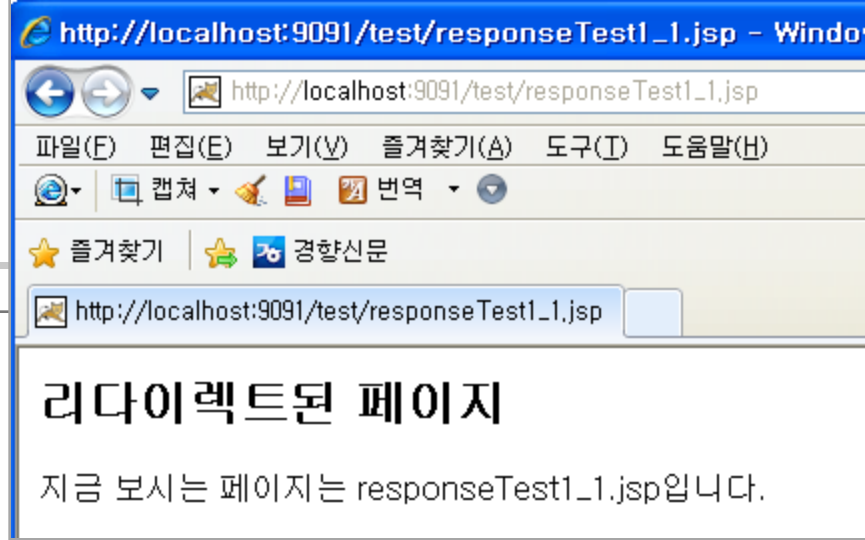 http://localhost:9091/test/responseTest1_1.jsp - Windo
http://localhost:9091/test/responseTest1_1.jsp
파일(F) 편집(E) 보기(V) 즐겨찾기(A) 도구(T) 도움말(H)
캡쳐 번역
즐겨찾기 경향신문
http://localhost:9091/test/responseTest1_1.jsp
리다이렉트된 페이지
지금 보시는 페이지는 responseTest1_1.jsp입니다.